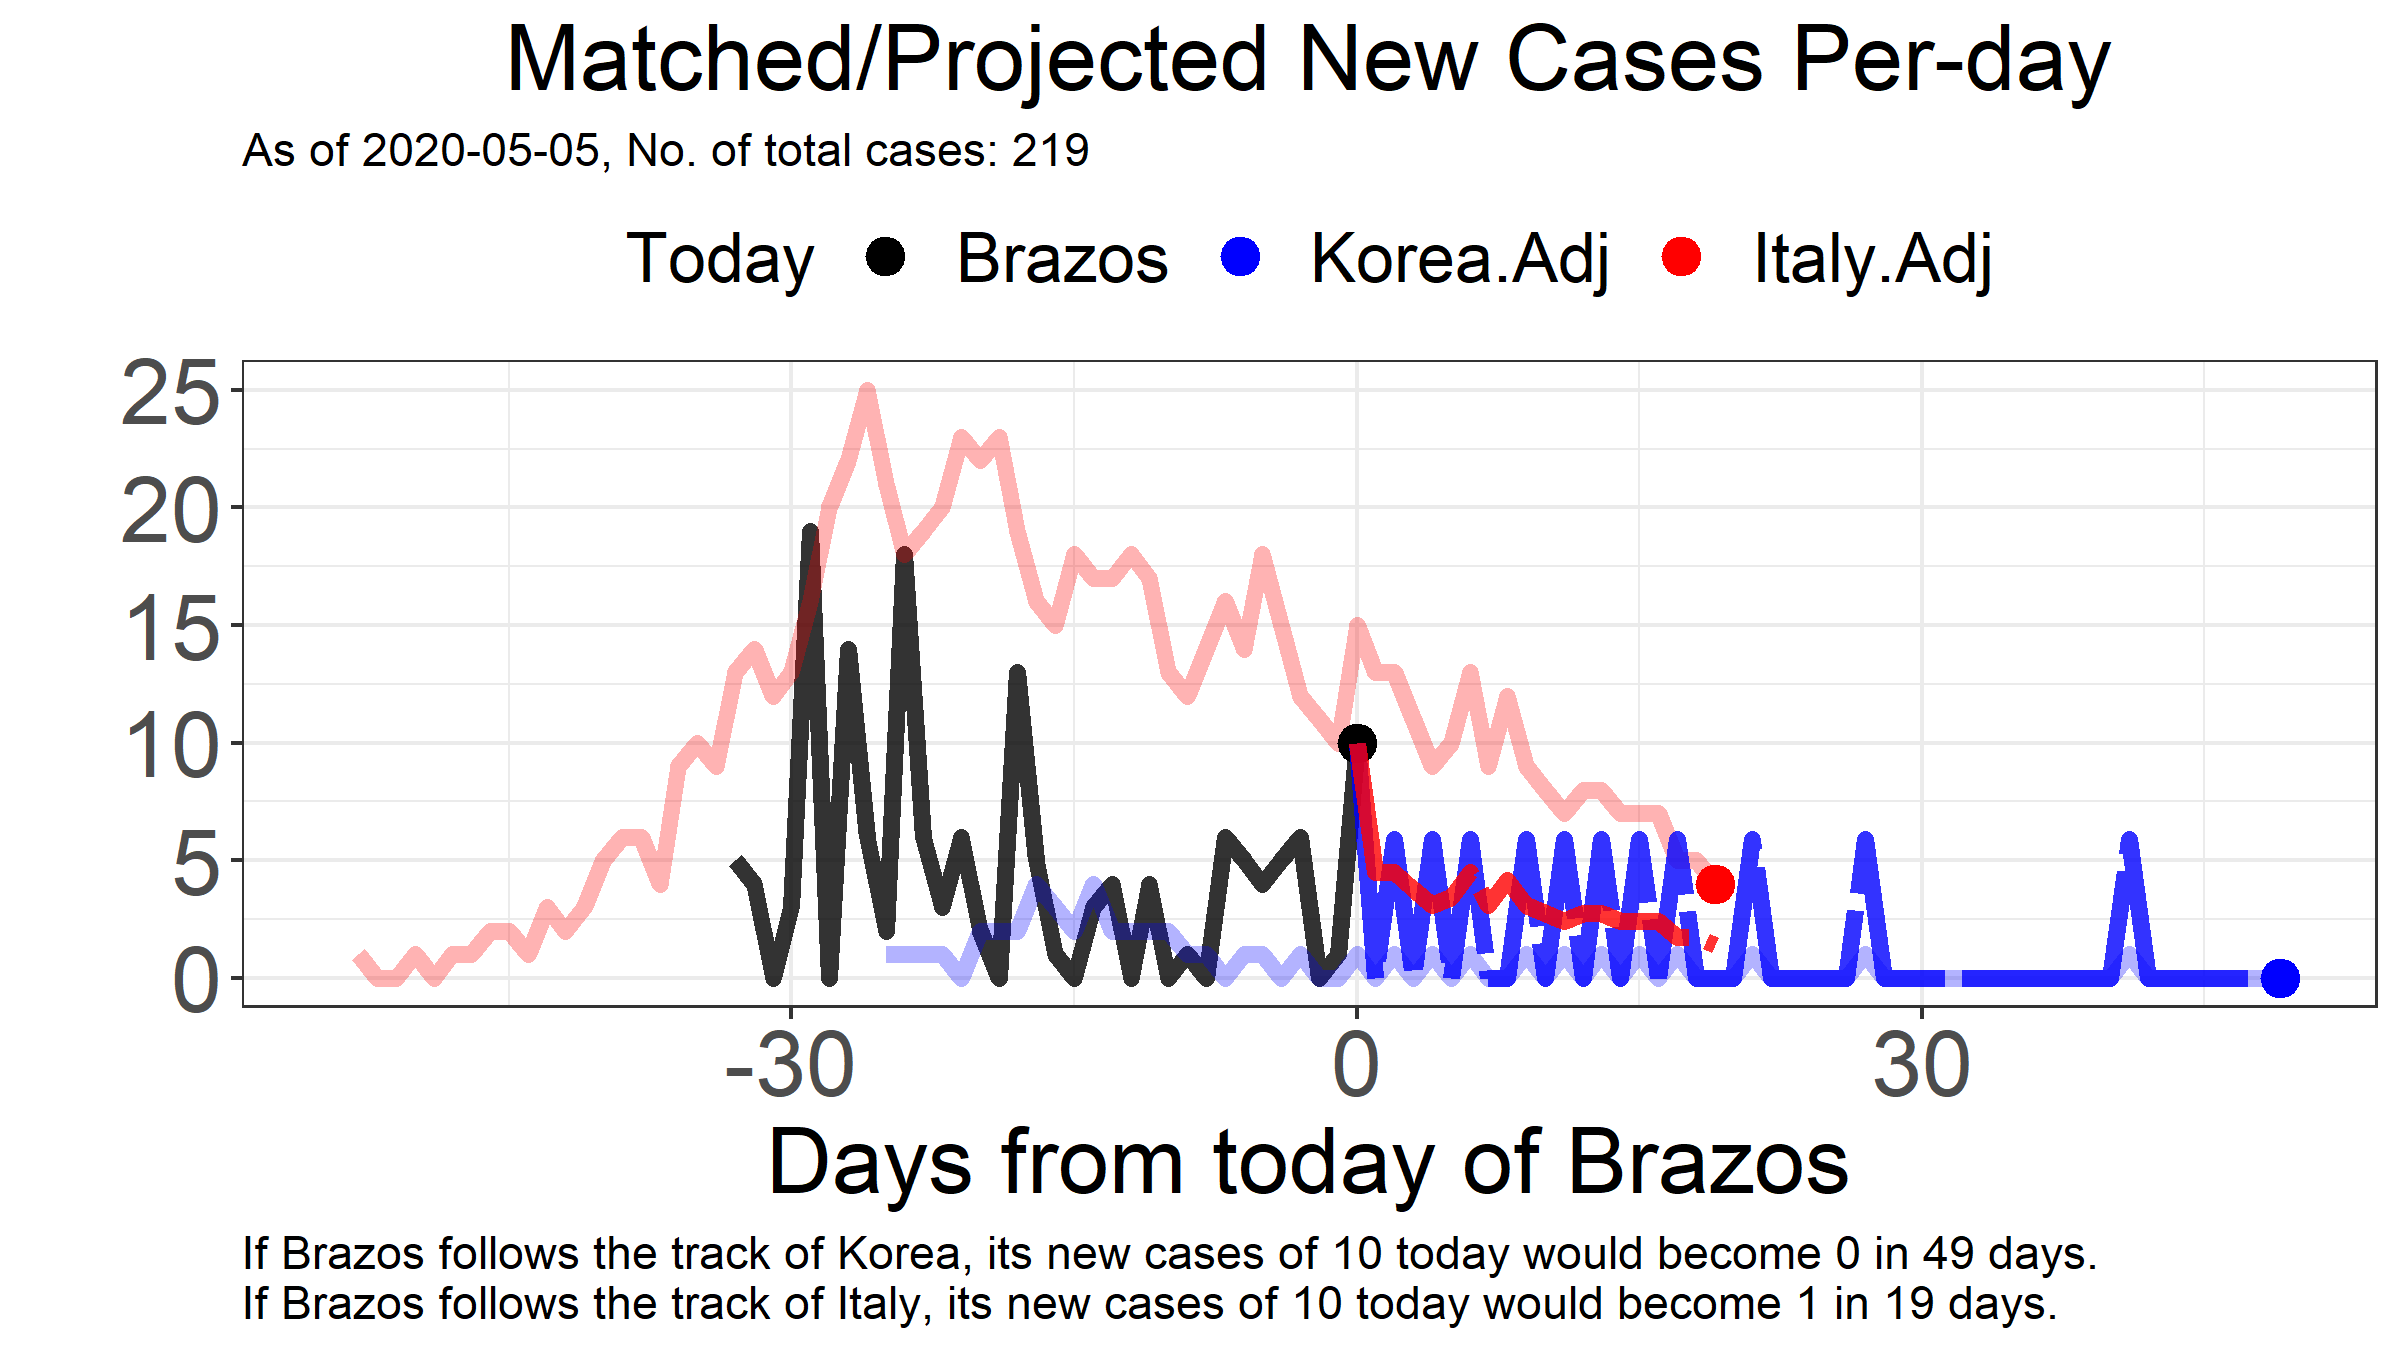 Matched/Projected New Cases Per-day
As of 2020-05-05, No. of total cases: 219
Today Brazos Korea.Adj Italy.Adj
25
20
15
10
5
0
-30 0 30
Days from today of Brazos
If Brazos follows the track of Korea, its new cases of 10 today would become 0 in 49 days.
If Brazos follows the track of Italy, its new cases of 10 today would become 1 in 19 days.